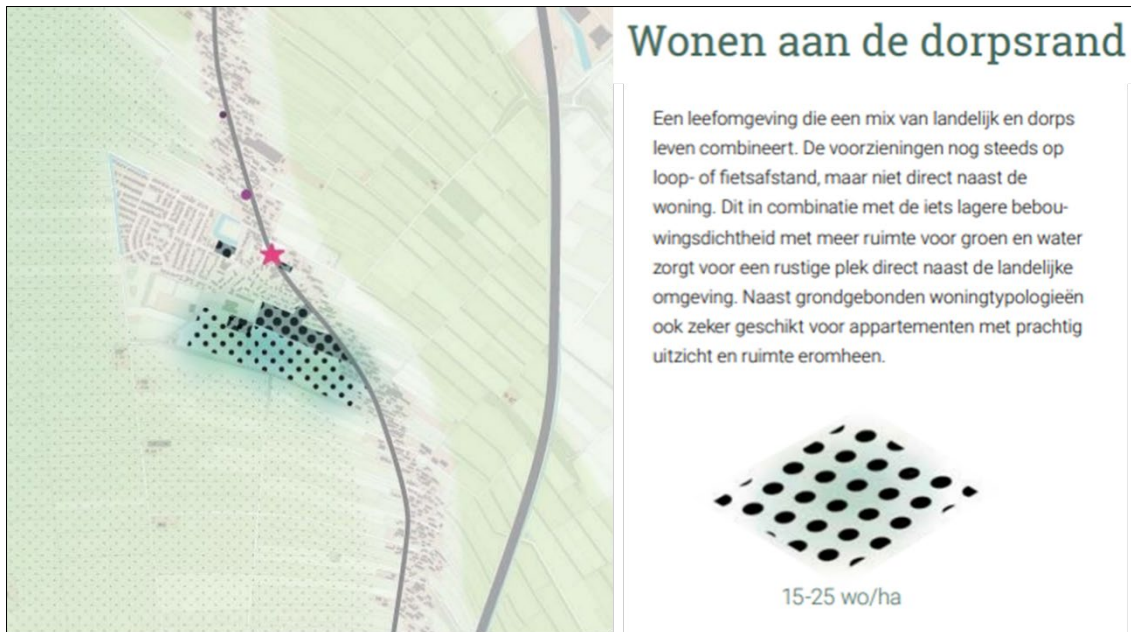 Wonen aan de dorpsrand
Een leefomgeving die een mix van landelijk en dorps
leven combineert. De voorzieningen nog steeds op
loop- of fietsafstand, maar niet direct naast de
woning. Dit in combinatie met de iets lagere bebou-
wingsdichtheid met meer ruimte voor groen en water
zorgt voor een rustige plek direct naast de landelijke
omgeving. Naast grondgebonden woningtypologieën
ook zeker geschikt voor appartementen met prachtig
uitzicht en ruimte eromheen.
15-25 wo/ha